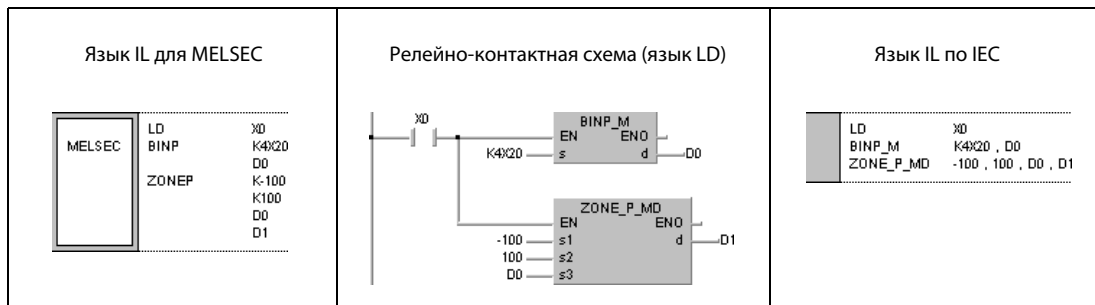 Язык IL для MELSEC
MELSEC
LD X0
BINP K4X20
D0
ZONEP K-100
K100
D0
D1
Релейно-контактная схема (язык LD)
X0
BINP_M
EN ENO
K4X20 s d D0
ZONE_P_MD
EN ENO
-100 s1 d D1
100 s2
D0 s3
Язык IL по IEC
LD X0
BINP_M K4X20 , D0
ZONE_P_MD -100 , 100 , D0 , D1